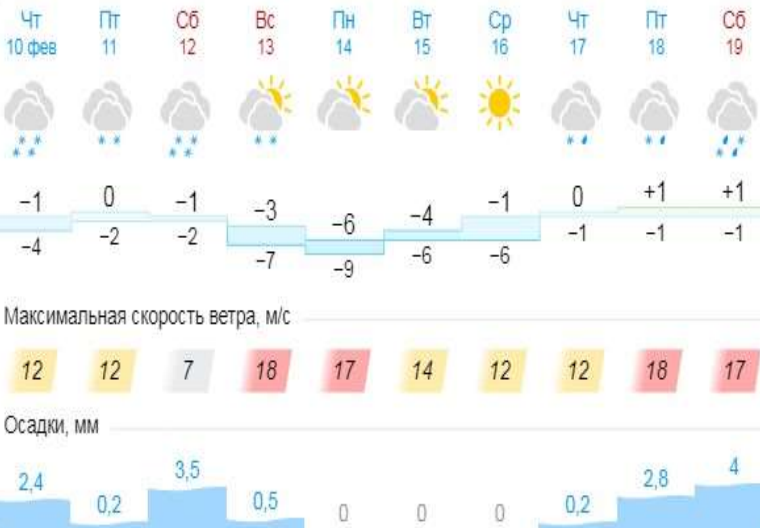 Чт Пт Сб Вс Пн Вт Ср Чт Пт Сб
10 фев 11 12 13 14 15 16 17 18 19
−1 0 −1 −3 −6 −4 −1 0 +1 +1
−4 −2 −2 −7 −9 −6 −6 −1 −1 −1
Максимальная скорость ветра, м/с
12 12 7 18 17 14 12 12 18 17
Осадки, мм
2,4 0,2 3,5 0,5 0 0 0 0,2 2,8 4